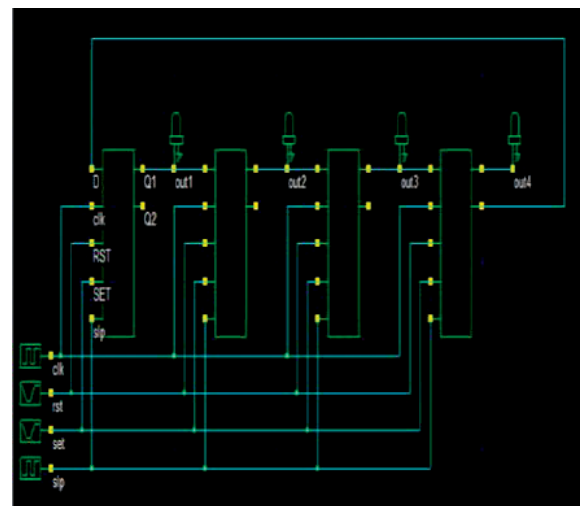 D Q1 out1 out2 out3 out4
clk Q2
RST
SET
slp
clk
rst
set
slp